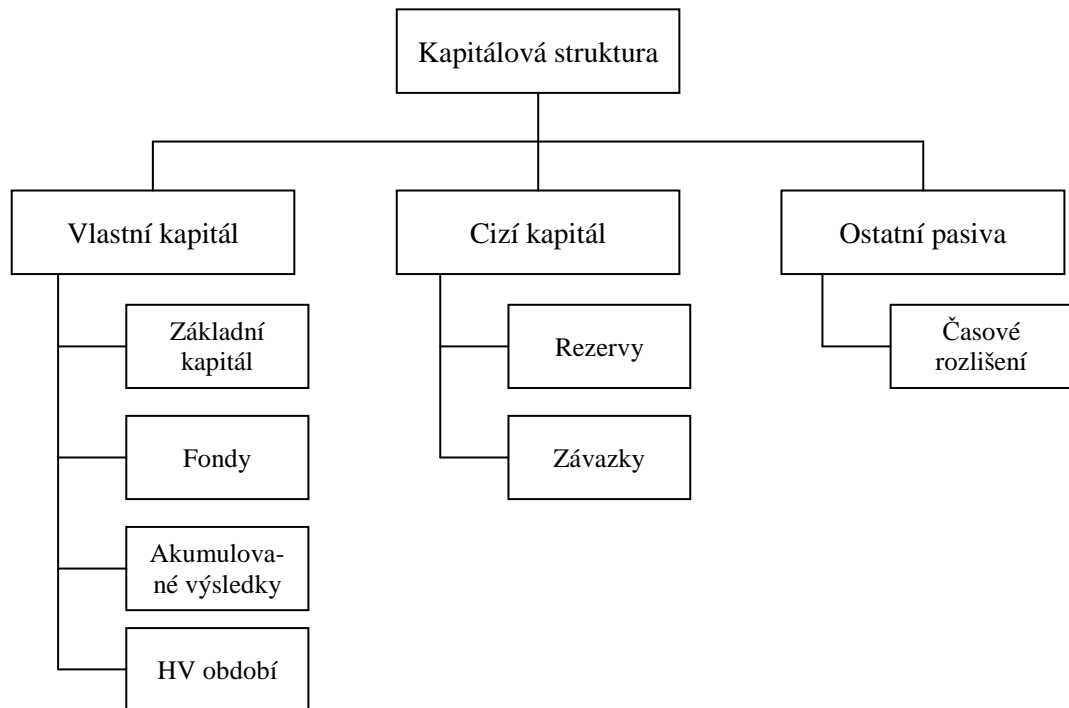 Kapitálová struktura
Vlastní kapitál
Cizí kapitál
Ostatní pasiva
Základní
kapitál
Rezervy
Časové
rozlišení
Fondy
Závazky
Akumulova-
né výsledky
HV období